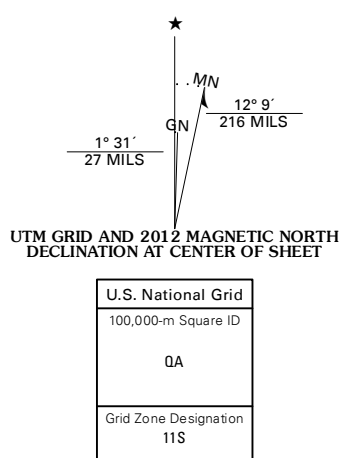 ★
MN
GN
12° 9´
216 MILS
1° 31´
27 MILS
UTM GRID AND 2012 MAGNETIC NORTH
DECLINATION AT CENTER OF SHEET
U.S. National Grid
100,000-m Square ID
QA
Grid Zone Designation
11S